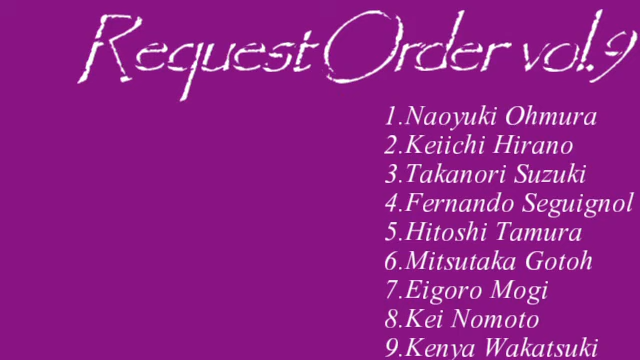 Request Order vol.9
1.Naoyuki Ohmura
2.Keiichi Hirano
3.Takanori Suzuki
4.Fernando Seguignol
5.Hitoshi Tamura
6.Mitsutaka Gotoh
7.Eigoro Mogi
8.Kei Nomoto
9.Kenya Wakatsuki